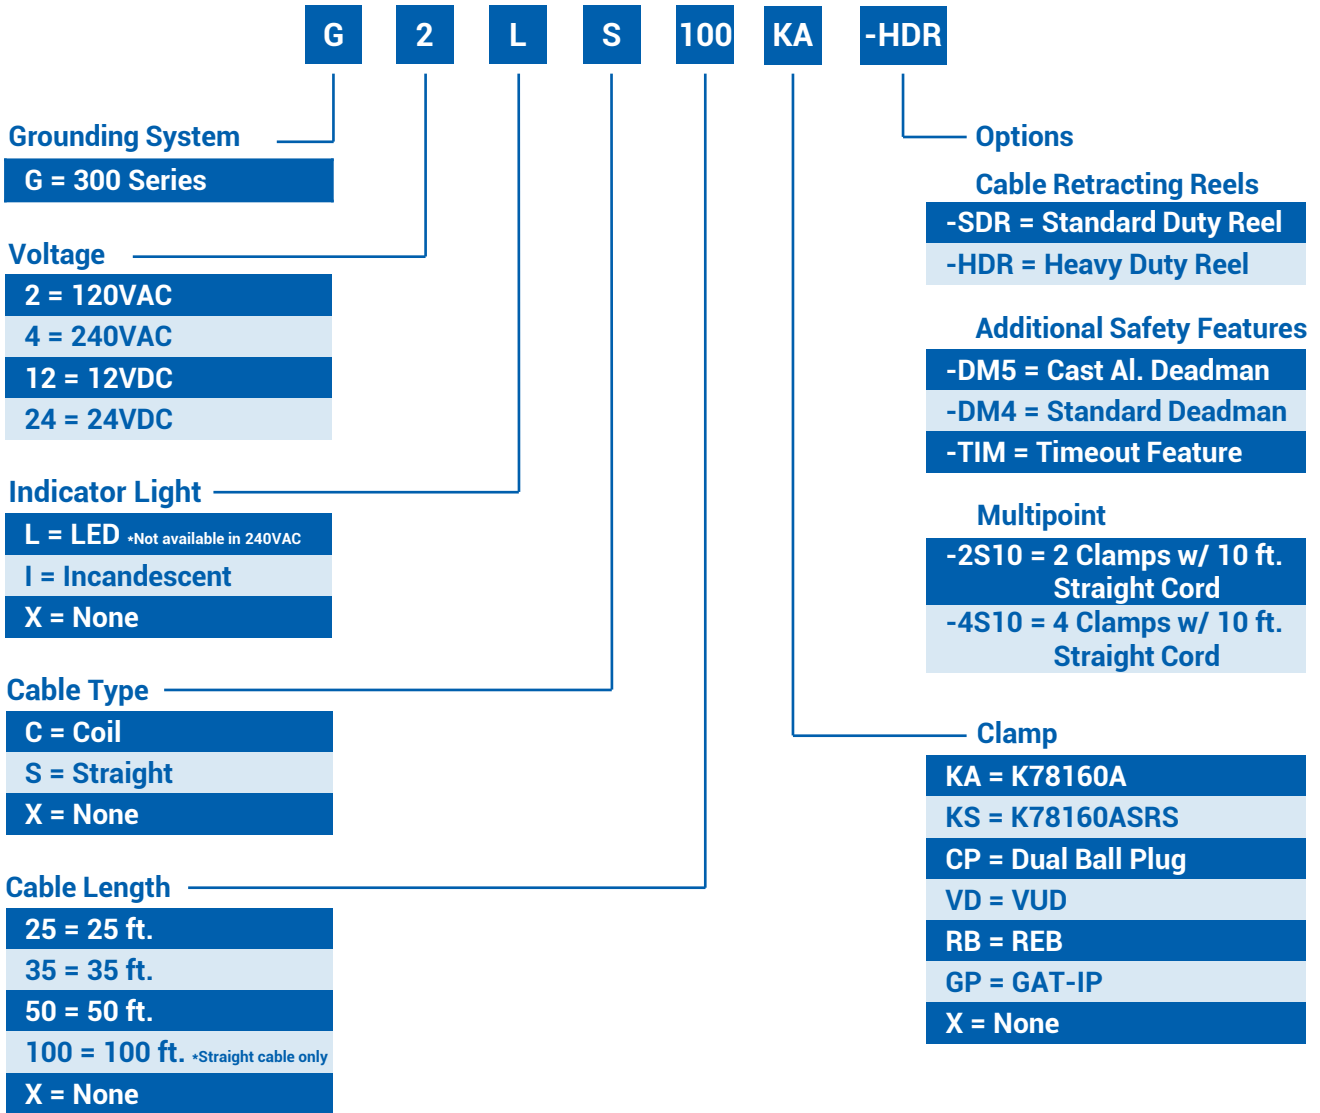 G 2 L S 100 KA -HDR
Grounding System
G = 300 Series
Voltage
2 = 120VAC
4 = 240VAC
12 = 12VDC
24 = 24VDC
Indicator Light
L = LED *Not available in 240VAC
I = Incandescent
X = None
Cable Type
C = Coil
S = Straight
X = None
Cable Length
25 = 25 ft.
35 = 35 ft.
50 = 50 ft.
100 = 100 ft. *Straight cable only
X = None
Options
Cable Retracting Reels
-SDR = Standard Duty Reel
-HDR = Heavy Duty Reel
Additional Safety Features
-DM5 = Cast Al. Deadman
-DM4 = Standard Deadman
-TIM = Timeout Feature
Multipoint
-2S10 = 2 Clamps w/ 10 ft.
Straight Cord
-4S10 = 4 Clamps w/ 10 ft.
Straight Cord
Clamp
KA = K78160A
KS = K78160ASRS
CP = Dual Ball Plug
VD = VUD
RB = REB
GP = GAT-IP
X = None